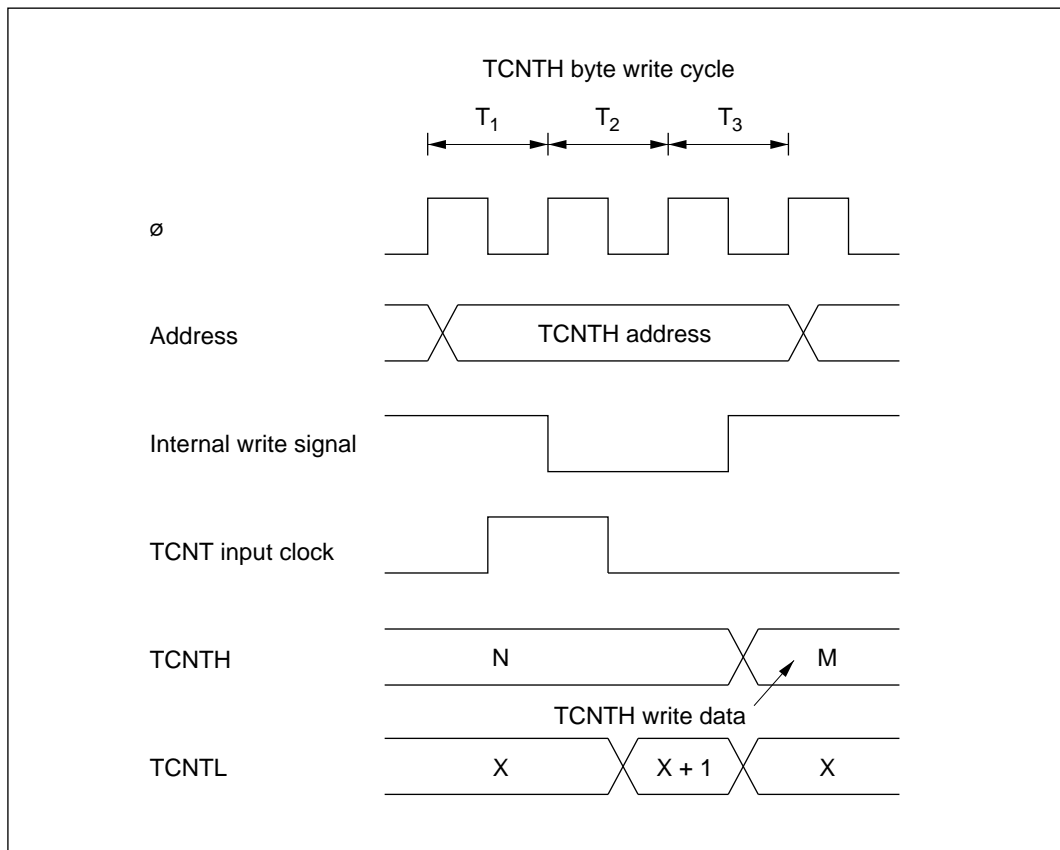 TCNTH byte write cycle
T₁ T₂ T₃
ø
Address TCNTH address
Internal write signal
TCNT input clock
TCNTH N M
TCNTH write data
TCNTL X X + 1 X